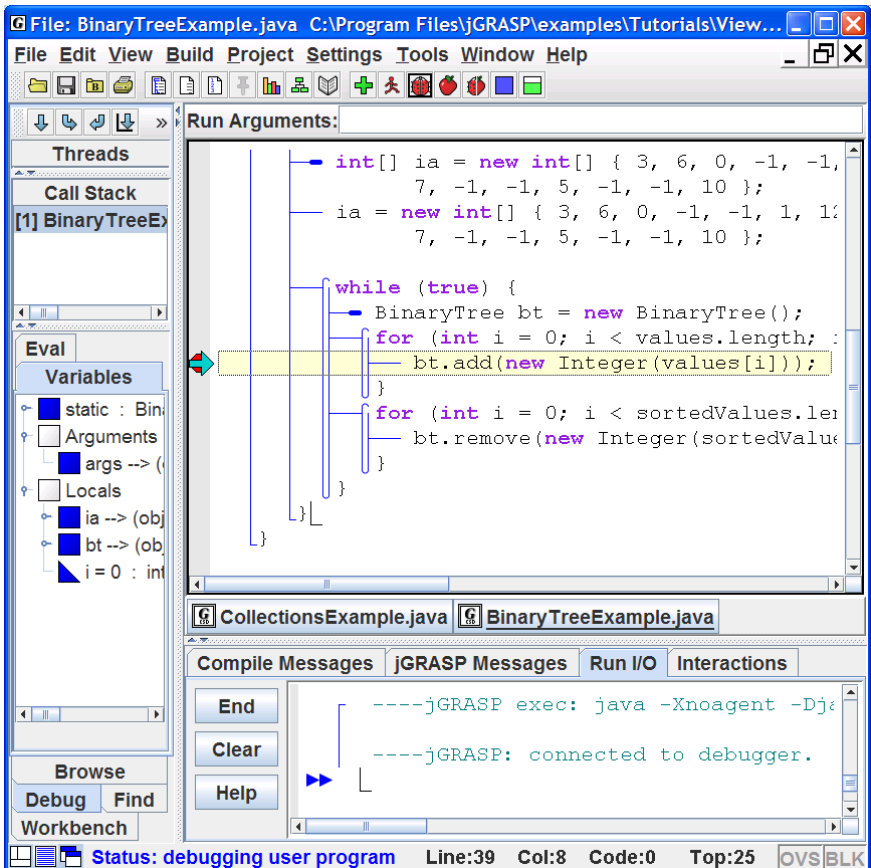 File: BinaryTreeExample.java C:\Program Files\jGRASP\examples\Tutorials\View...
File Edit View Build Project Settings Tools Window Help
Run Arguments:
Threads
Call Stack
[1] BinaryTreeEx
Eval
Variables
static : Bin
Arguments
args --> (
Locals
ia --> (obj
bt --> (ob
i = 0 : int
Browse
Debug Find
Workbench
int[] ia = new int[] { 3, 6, 0, -1, -1,
7, -1, -1, 5, -1, -1, 10 };
ia = new int[] { 3, 6, 0, -1, -1, 1, 12
7, -1, -1, 5, -1, -1, 10 };
while (true) {
BinaryTree bt = new BinaryTree();
for (int i = 0; i < values.length; i
bt.add(new Integer(values[i]));
}
for (int i = 0; i < sortedValues.len
bt.remove(new Integer(sortedValue
}
}
}
}
CollectionsExample.java BinaryTreeExample.java
Compile Messages jGRASP Messages Run I/O Interactions
End
Clear
Help
----jGRASP exec: java -Xnoagent -Dja
----jGRASP: connected to debugger.
Status: debugging user program Line:39 Col:8 Code:0 Top:25 OVS BLK